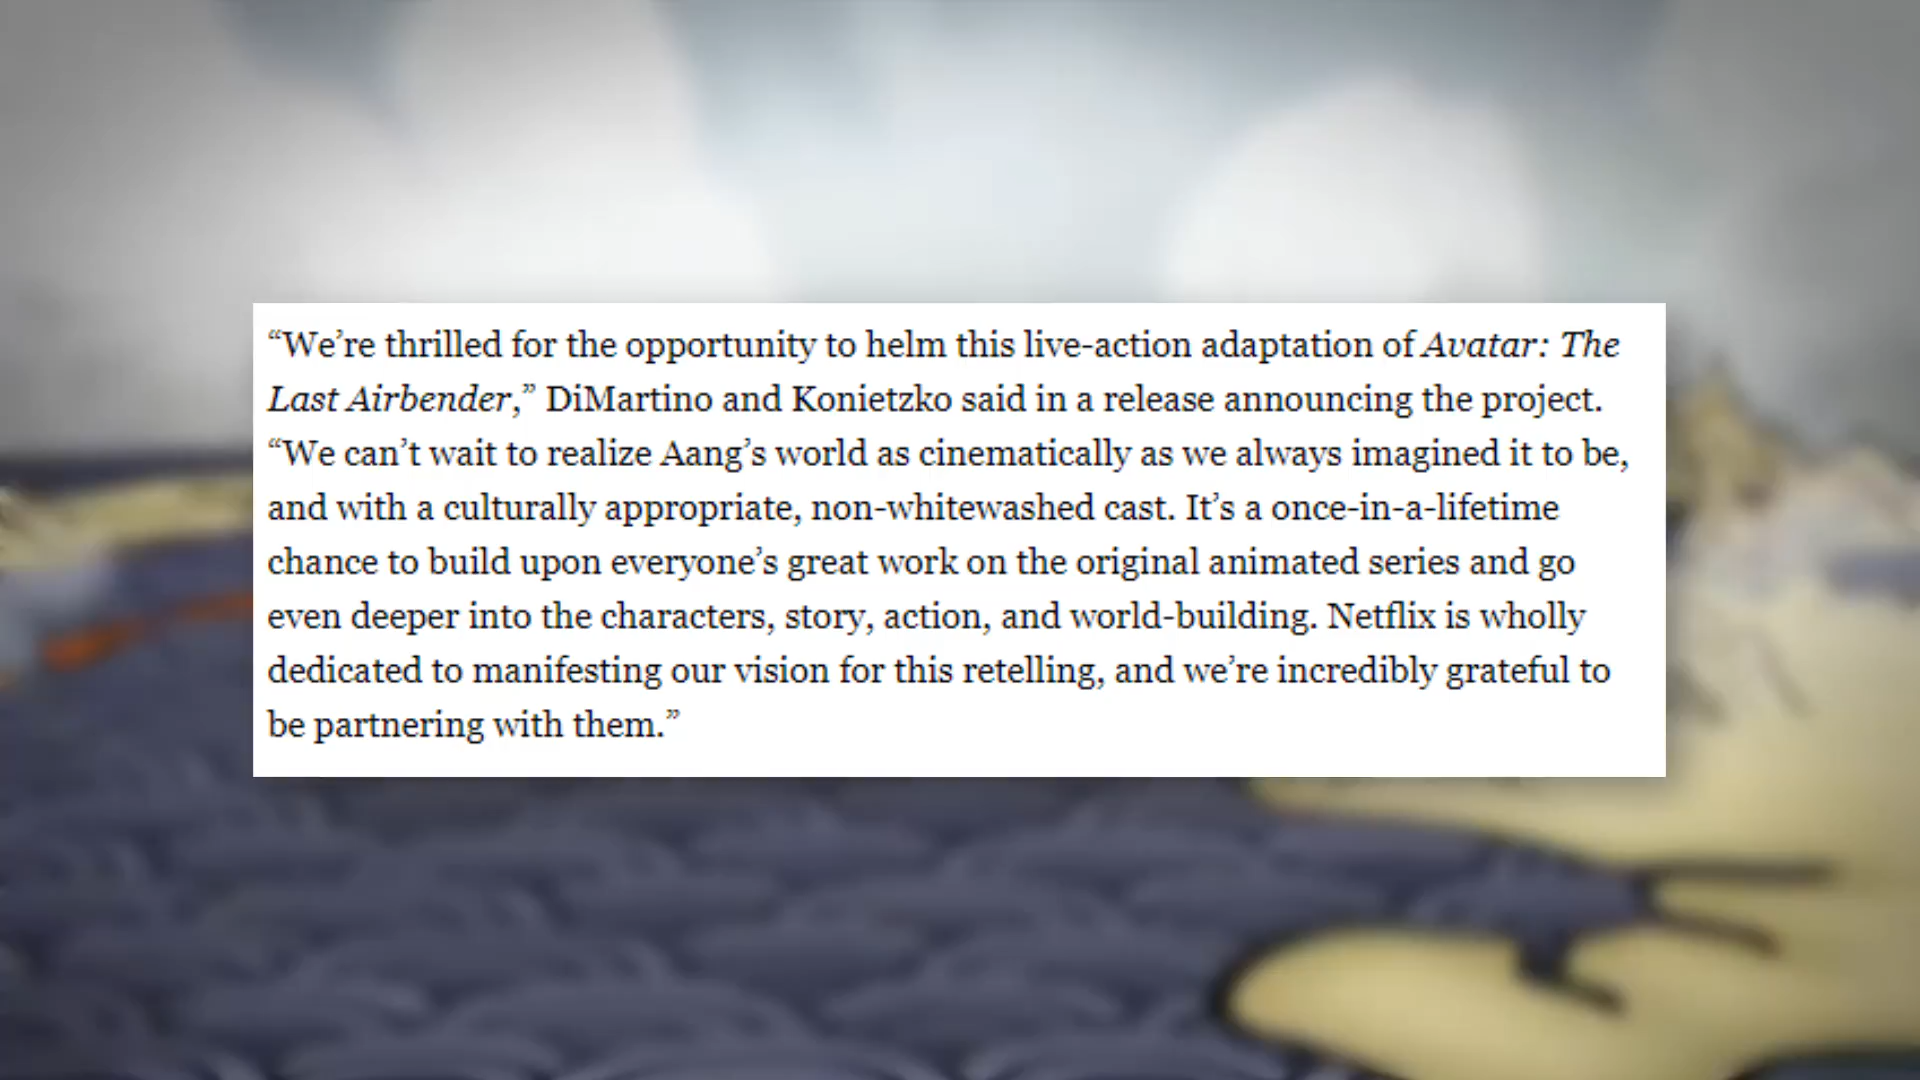 “We’re thrilled for the opportunity to helm this live-action adaptation of Avatar: The
Last Airbender,” DiMartino and Konietzko said in a release announcing the project.
“We can’t wait to realize Aang’s world as cinematically as we always imagined it to be,
and with a culturally appropriate, non-whitewashed cast. It’s a once-in-a-lifetime
chance to build upon everyone’s great work on the original animated series and go
even deeper into the characters, story, action, and world-building. Netflix is wholly
dedicated to manifesting our vision for this retelling, and we’re incredibly grateful to
be partnering with them.”